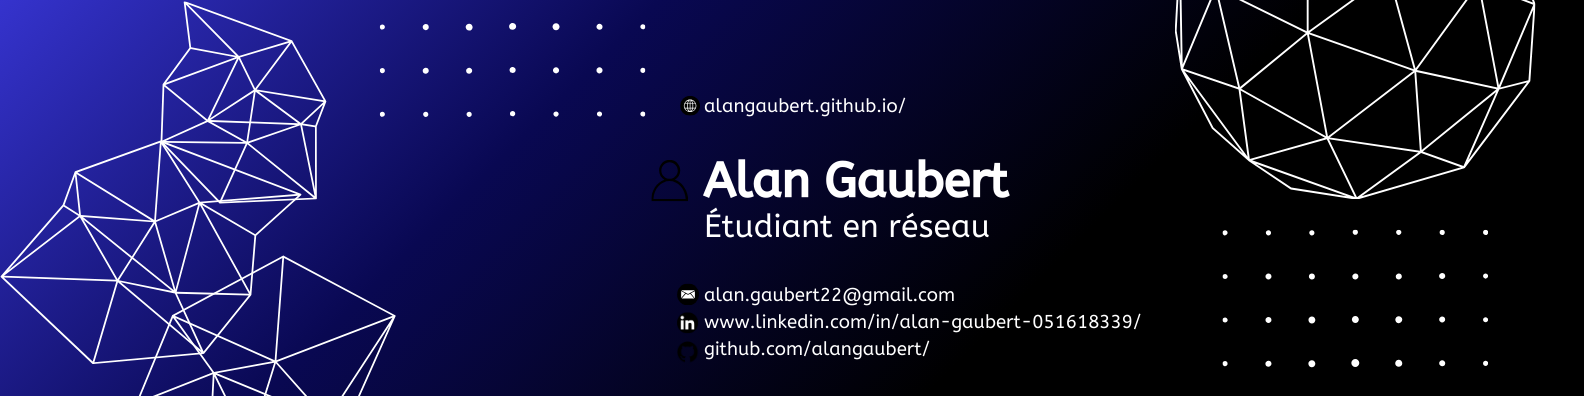 alangaubert.github.io/
Alan Gaubert
Étudiant en réseau
alan.gaubert22@gmail.com
www.linkedin.com/in/alan-gaubert-051618339/
github.com/alangaubert/